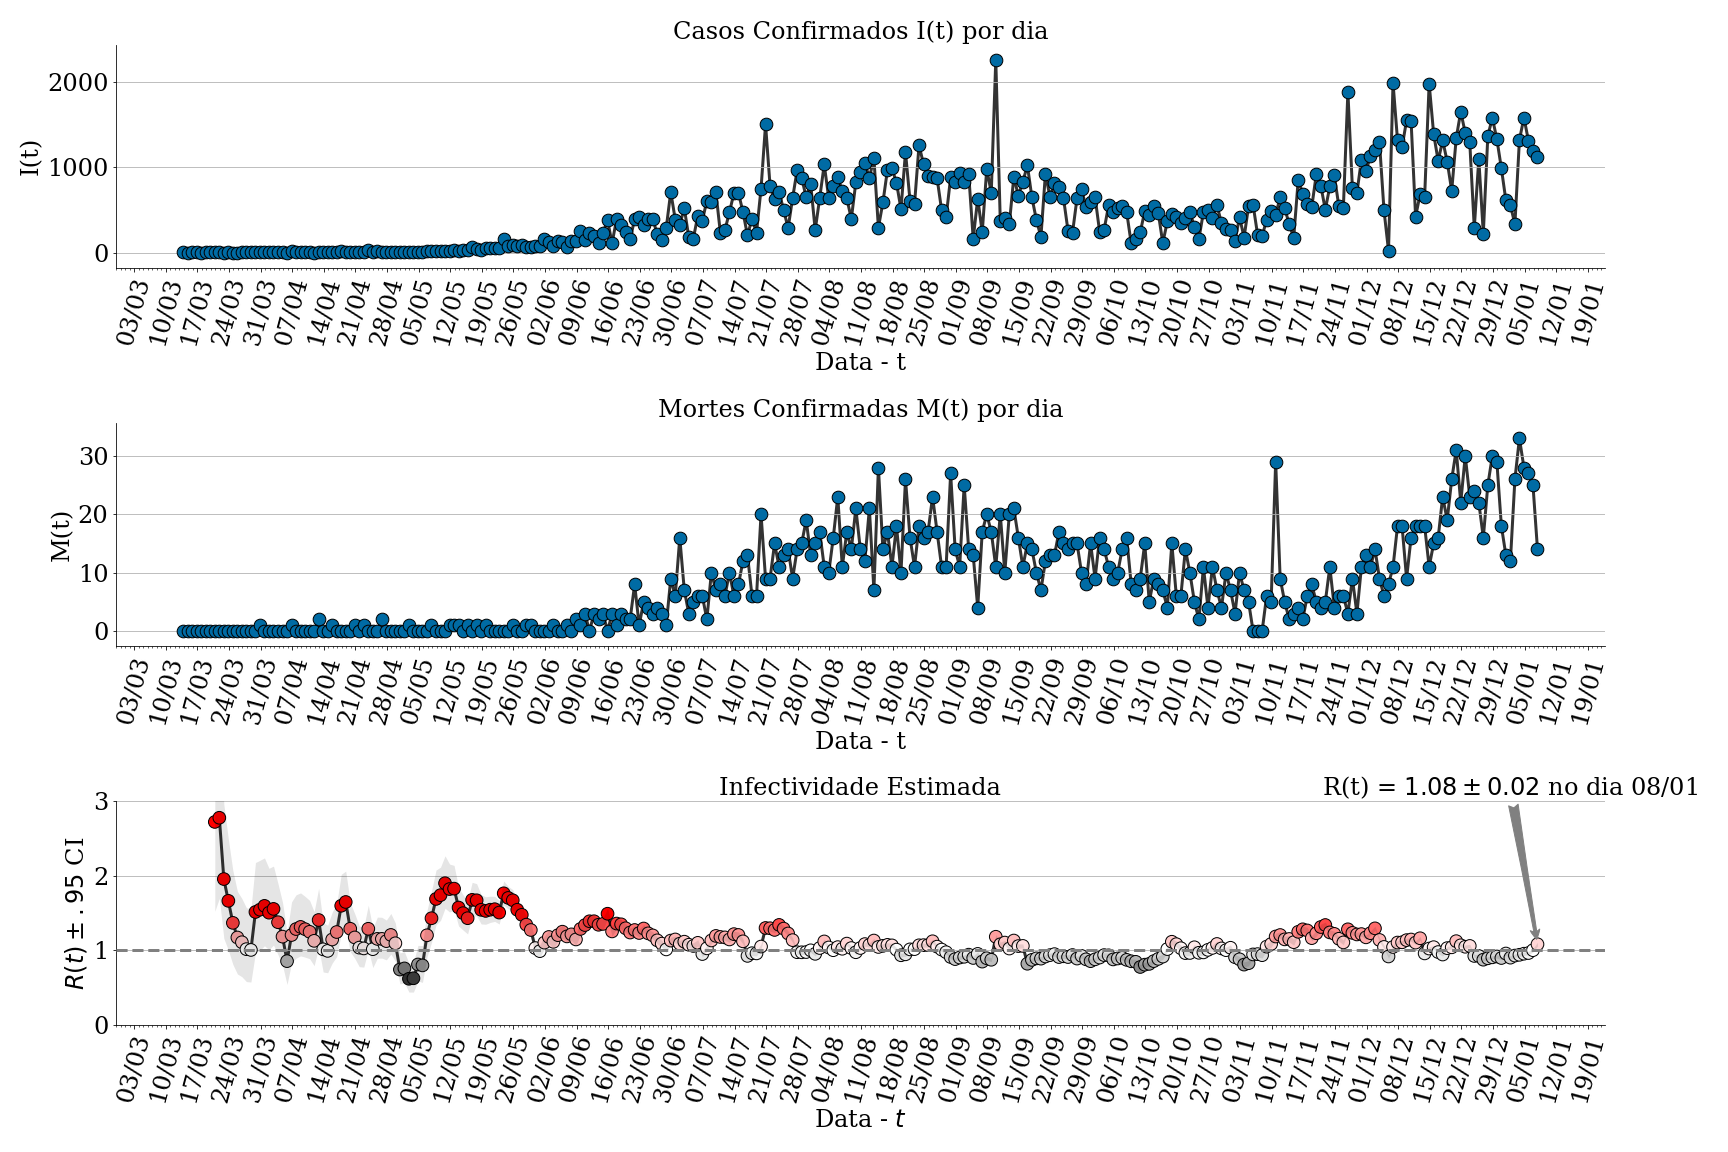 Casos Confirmados I(t) por dia
I(t)
2000
1000
0
03/03 10/03 17/03 24/03 31/03 07/04 14/04 21/04 28/04 05/05 12/05 19/05 26/05 02/06 09/06 16/06 23/06 30/06 07/07 14/07 21/07 28/07 04/08 11/08 18/08 25/08 01/09 08/09 15/09 22/09 29/09 06/10 13/10 20/10 27/10 03/11 10/11 17/11 24/11 01/12 08/12 15/12 22/12 29/12 05/01 12/01 19/01
Data - t
Mortes Confirmadas M(t) por dia
M(t)
30
20
10
0
03/03 10/03 17/03 24/03 31/03 07/04 14/04 21/04 28/04 05/05 12/05 19/05 26/05 02/06 09/06 16/06 23/06 30/06 07/07 14/07 21/07 28/07 04/08 11/08 18/08 25/08 01/09 08/09 15/09 22/09 29/09 06/10 13/10 20/10 27/10 03/11 10/11 17/11 24/11 01/12 08/12 15/12 22/12 29/12 05/01 12/01 19/01
Data - t
Infectividade Estimada
R(t) = 1.08 ± 0.02 no dia 08/01
R(t) ± .95 CI
3
2
1
0
03/03 10/03 17/03 24/03 31/03 07/04 14/04 21/04 28/04 05/05 12/05 19/05 26/05 02/06 09/06 16/06 23/06 30/06 07/07 14/07 21/07 28/07 04/08 11/08 18/08 25/08 01/09 08/09 15/09 22/09 29/09 06/10 13/10 20/10 27/10 03/11 10/11 17/11 24/11 01/12 08/12 15/12 22/12 29/12 05/01 12/01 19/01
Data - t